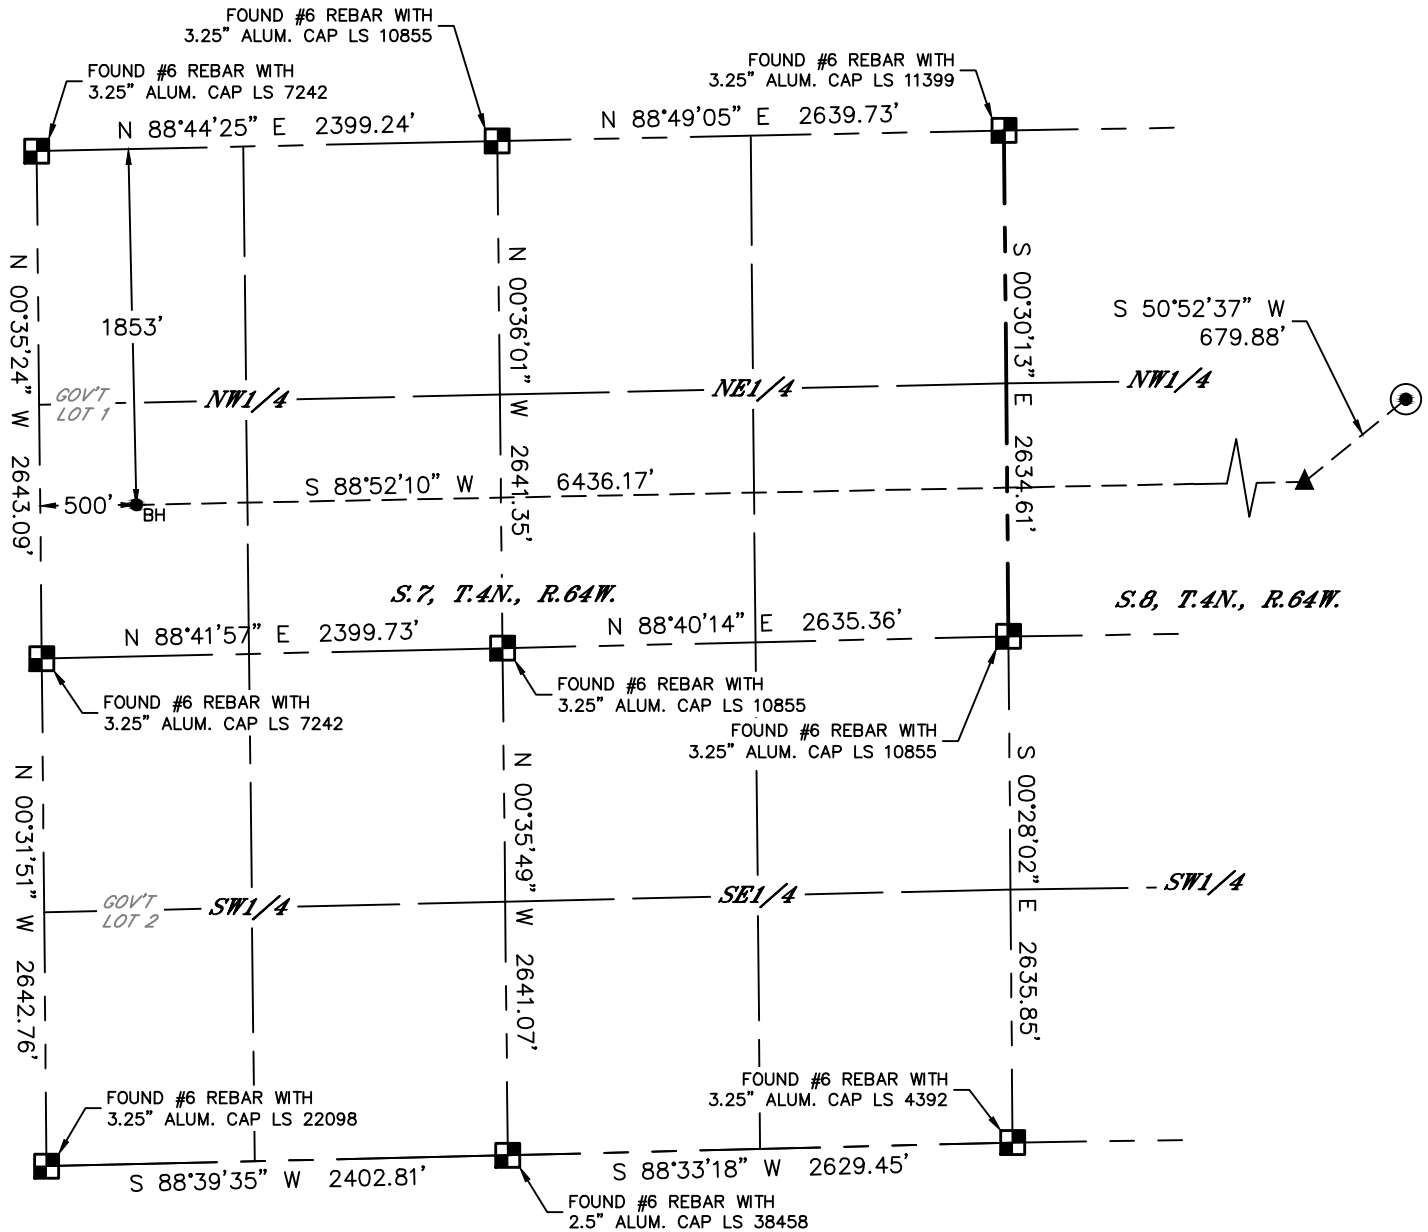 FOUND #6 REBAR WITH
3.25" ALUM. CAP LS 10855
FOUND #6 REBAR WITH
3.25" ALUM. CAP LS 7242
FOUND #6 REBAR WITH
3.25" ALUM. CAP LS 11399
N 88°44'25" E 2399.24'
N 88°49'05" E 2639.73'
N 00°35'24" W 2643.09'
1853'
N 00°36'01" W 2641.35'
S 00°30'13" E 2634.61'
S 50°52'37" W
679.88'
GOV'T
LOT 1
NW1/4
NE1/4
NW1/4
500'
BH
S 88°52'10" W 6436.17'
S.7, T.4N., R.64W.
S.8, T.4N., R.64W.
N 88°41'57" E 2399.73'
N 88°40'14" E 2635.36'
FOUND #6 REBAR WITH
3.25" ALUM. CAP LS 7242
FOUND #6 REBAR WITH
3.25" ALUM. CAP LS 10855
FOUND #6 REBAR WITH
3.25" ALUM. CAP LS 10855
N 00°31'51" W 2642.76'
N 00°35'49" W 2641.07'
S 00°28'02" E 2635.85'
GOV'T
LOT 2
SW1/4
SE1/4
SW1/4
FOUND #6 REBAR WITH
3.25" ALUM. CAP LS 22098
FOUND #6 REBAR WITH
3.25" ALUM. CAP LS 4392
S 88°39'35" W 2402.81'
S 88°33'18" W 2629.45'
FOUND #6 REBAR WITH
2.5" ALUM. CAP LS 38458